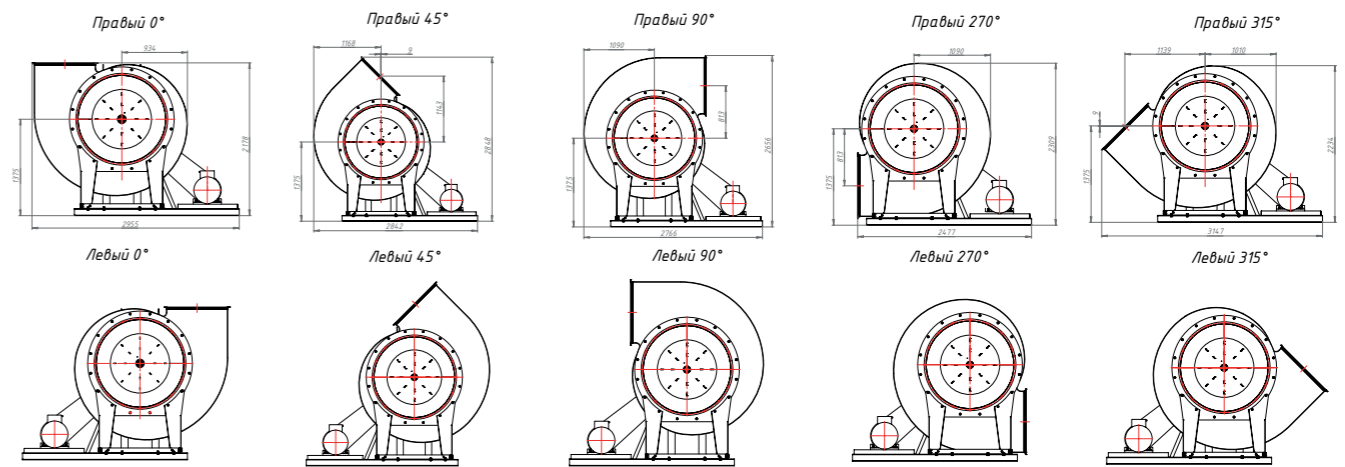 Правый 0°
Правый 45°
Правый 90°
Правый 270°
Правый 315°
934
1375
2178
2955
1168
9
1143
1375
2848
2842
1090
813
1375
2656
2766
1090
813
1375
2309
2477
1139
1010
9
1375
2234
3147
Левый 0°
Левый 45°
Левый 90°
Левый 270°
Левый 315°